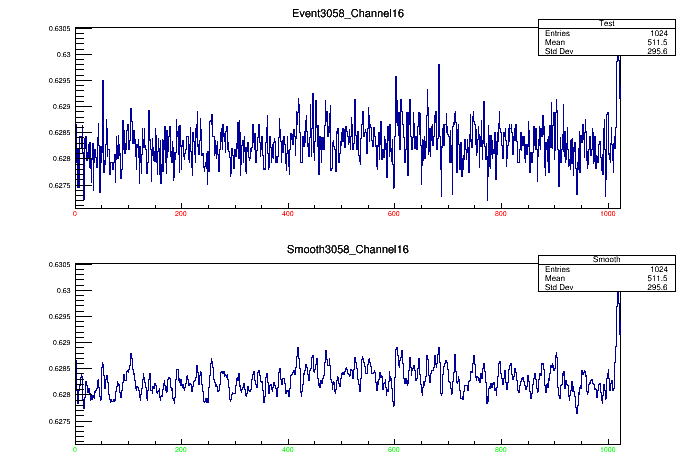 Event3058_Channel16
Test
Entries 1024
Mean 511.5
Std Dev 295.6
0.6305
0.63
0.6295
0.629
0.6285
0.628
0.6275
0 200 400 600 800 1000
Smooth3058_Channel16
Smooth
Entries 1024
Mean 511.5
Std Dev 295.6
0.6305
0.63
0.6295
0.629
0.6285
0.628
0.6275
0 200 400 600 800 1000